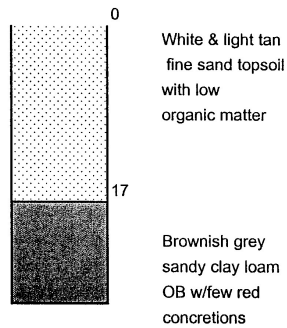 0
White & light tan
fine sand topsoil
with low
organic matter
17
Brownish grey
sandy clay loam
OB w/few red
concretions